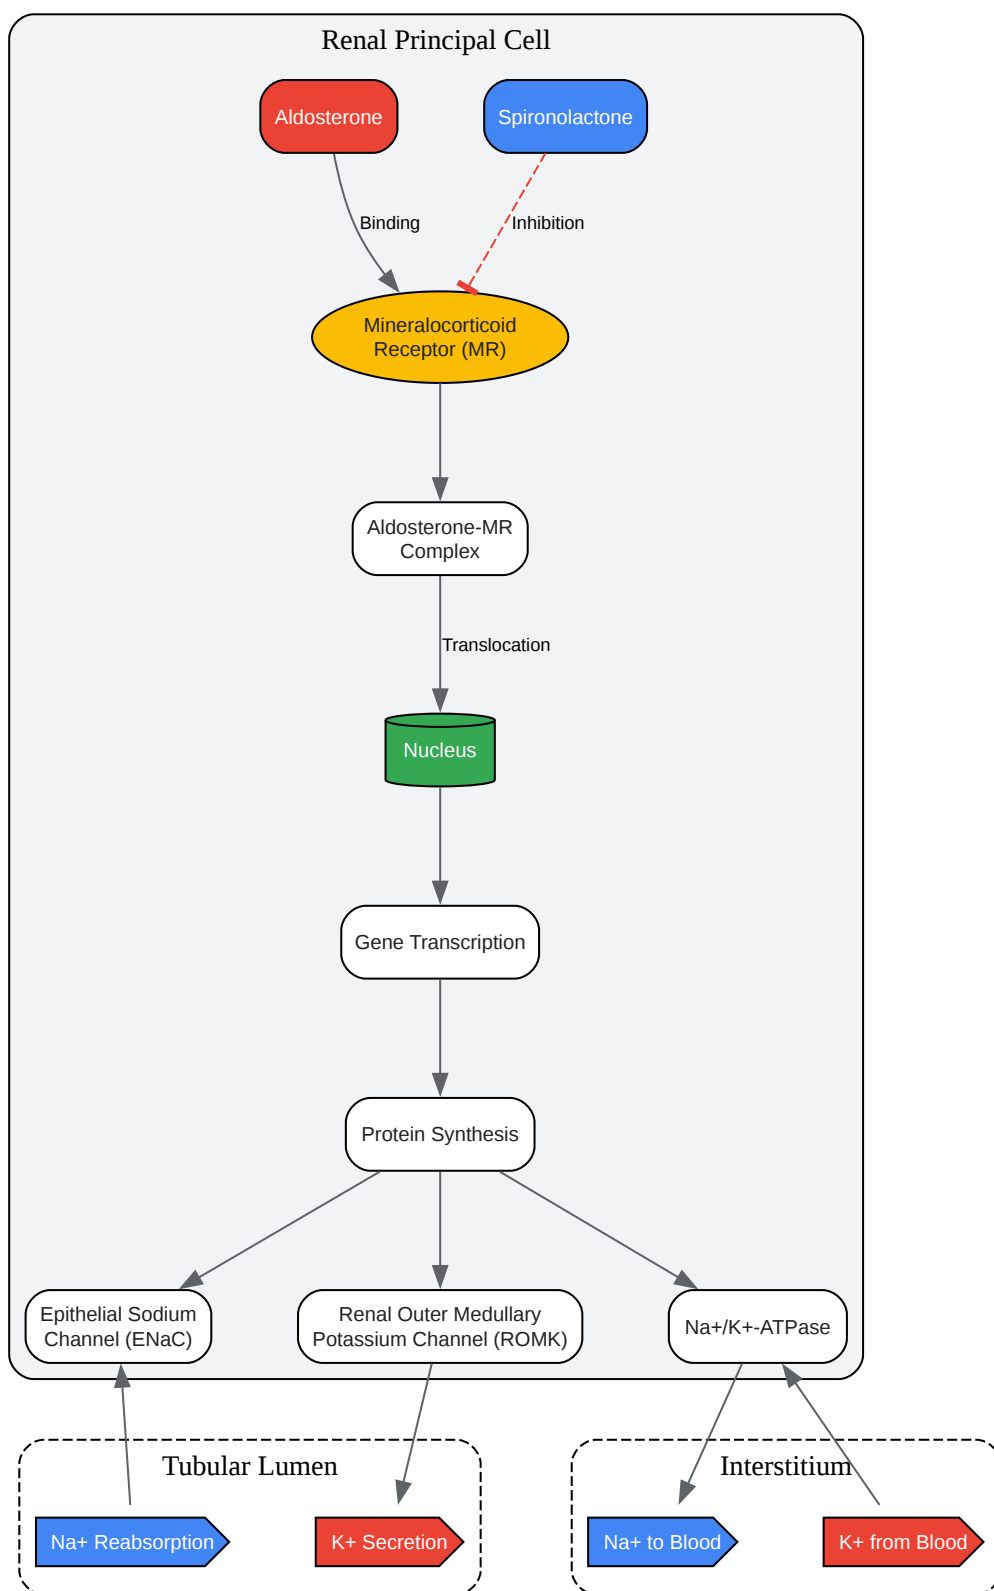 Renal Principal Cell
Aldosterone
Spironolactone
Binding
Inhibition
Mineralocorticoid
Receptor (MR)
Aldosterone-MR
Complex
Translocation
Nucleus
Gene Transcription
Protein Synthesis
Epithelial Sodium
Channel (ENaC)
Renal Outer Medullary
Potassium Channel (ROMK)
Na+/K+-ATPase
Tubular Lumen
Interstitium
Na+ Reabsorption
K+ Secretion
Na+ to Blood
K+ from Blood